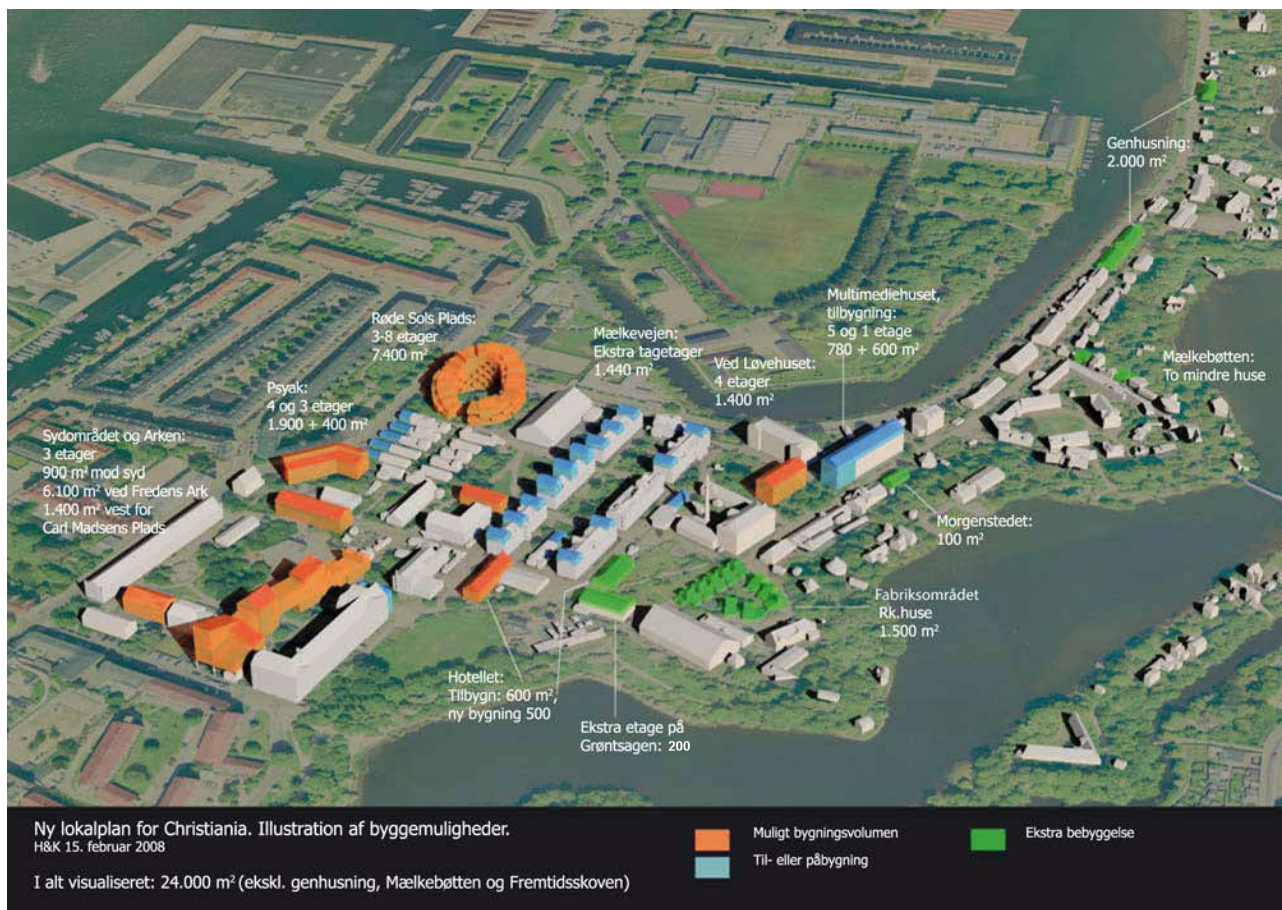 Genhusning:
2.000 m²
Røde Sols Plads:
3-8 etager
7.400 m²
Mælkevejen:
Ekstra tagetager
1.440 m²
Ved Løvehuset:
4 etager
1.400 m²
Multimediehuset,
tilbygning:
5 og 1 etage
780 + 600 m²
Mælkebøtten:
To mindre huse
Psyak:
4 og 3 etager
1.900 + 400 m²
Sydområdet og Arken:
3 etager
900 m² mod syd
6.100 m² ved Fredens Ark
1.400 m² vest for
Carl Madsens Plads
Morgenstedet:
100 m²
Fabriksområdet
Rk.huse
1.500 m²
Hotellet:
Tilbygn: 600 m²,
ny bygning 500
Ekstra etage på
Grøntsagen: 200
Ny lokalplan for Christiania. Illustration af byggemuligheder.
H&K 15. februar 2008
I alt visualiseret: 24.000 m² (ekskl. genhusning, Mælkebøtten og Fremtidsskoven)
Muligt bygningsvolumen
Til- eller påbygning
Ekstra bebyggelse